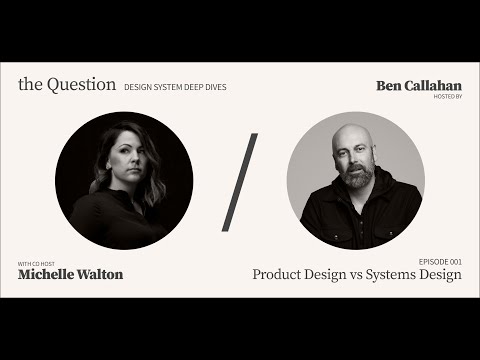 the Question DESIGN SYSTEM DEEP DIVES
Ben Callahan
HOSTED BY
WITH CO HOST
Michelle Walton
EPISODE 001
Product Design vs Systems Design